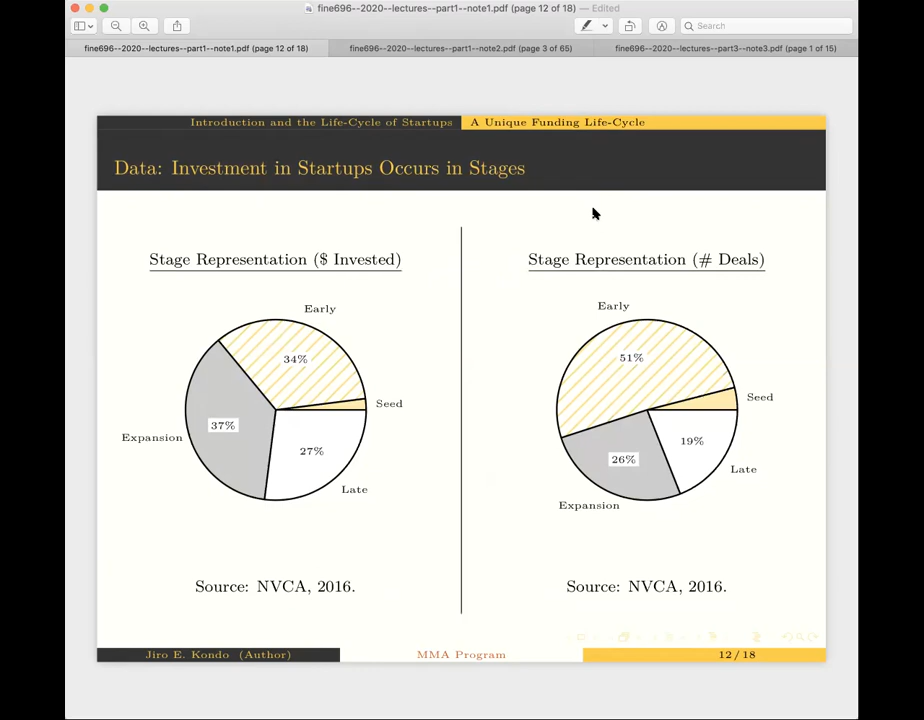 fine696--2020--lectures--part1--note1.pdf (page 12 of 18) — Edited
Search
fine696--2020--lectures--part1--note1.pdf (page 12 of 18)
fine696--2020--lectures--part1--note2.pdf (page 3 of 65)
fine696--2020--lectures--part3--note3.pdf (page 1 of 15)
Introduction and the Life-Cycle of Startups
A Unique Funding Life-Cycle
Data: Investment in Startups Occurs in Stages
Stage Representation ($ Invested)
Early
34%
Seed
37%
Expansion
27%
Late
Source: NVCA, 2016.
Stage Representation (# Deals)
Early
51%
Seed
19%
26%
Late
Expansion
Source: NVCA, 2016.
Jiro E. Kondo (Author)
MMA Program
12 / 18